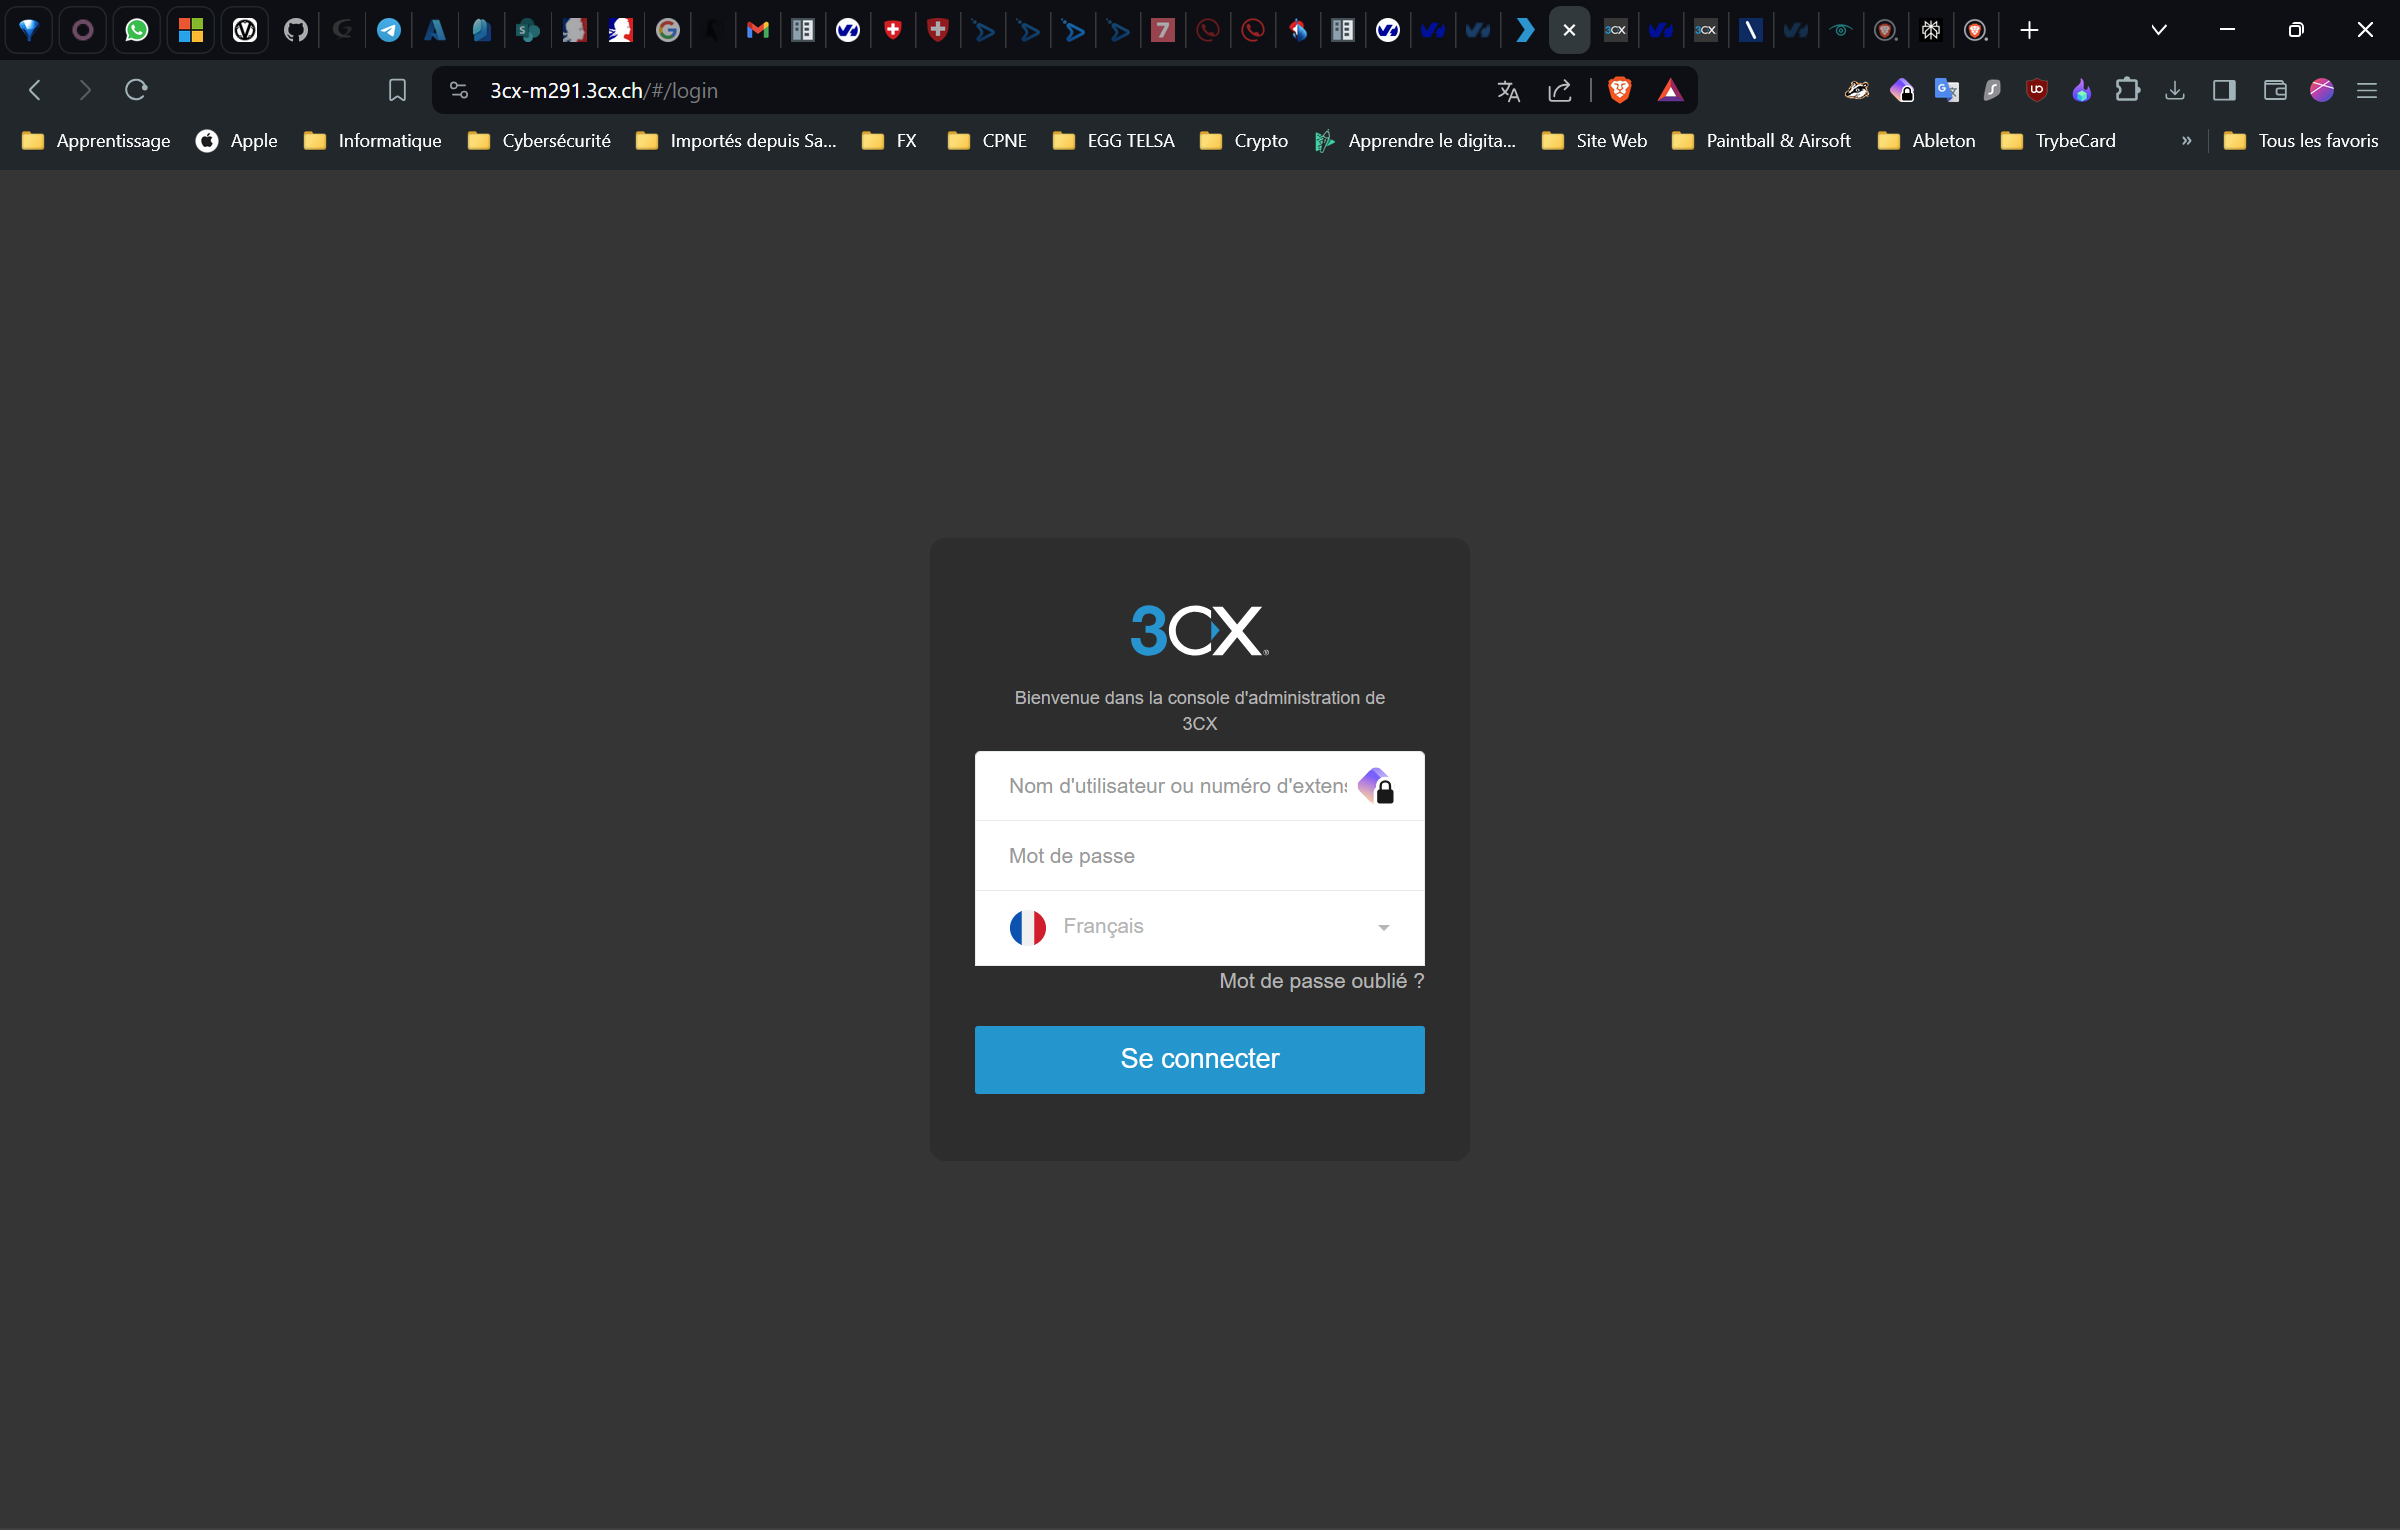 3cx-m291.3cx.ch/#/login
Apprentissage
Apple
Informatique
Cybersécurité
Importés depuis Sa...
FX
CPNE
EGG TELSA
Crypto
Apprendre le digita...
Site Web
Paintball & Airsoft
Ableton
TrybeCard
»
Tous les favoris
3CX
Bienvenue dans la console d'administration de
3CX
Nom d'utilisateur ou numéro d'extens
Mot de passe
Français
Mot de passe oublié ?
Se connecter